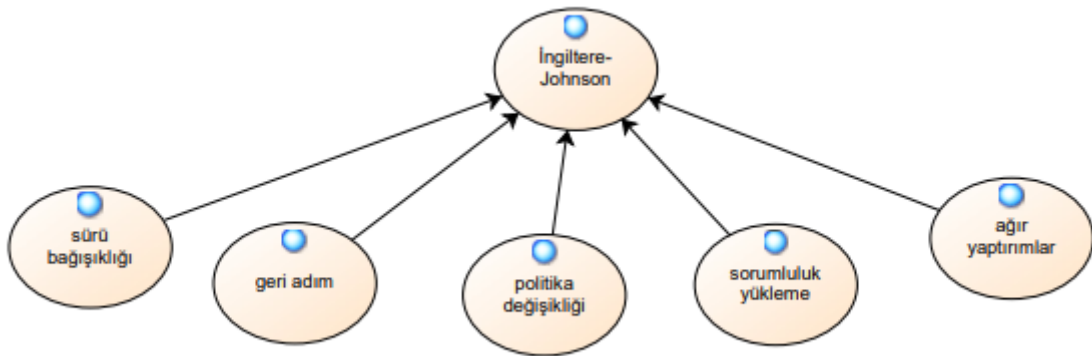 İngiltere-
Johnson
sürü
bağışıklığı
geri adım
politika
değişikliği
sorumluluk
yükleme
ağır
yaptırımlar